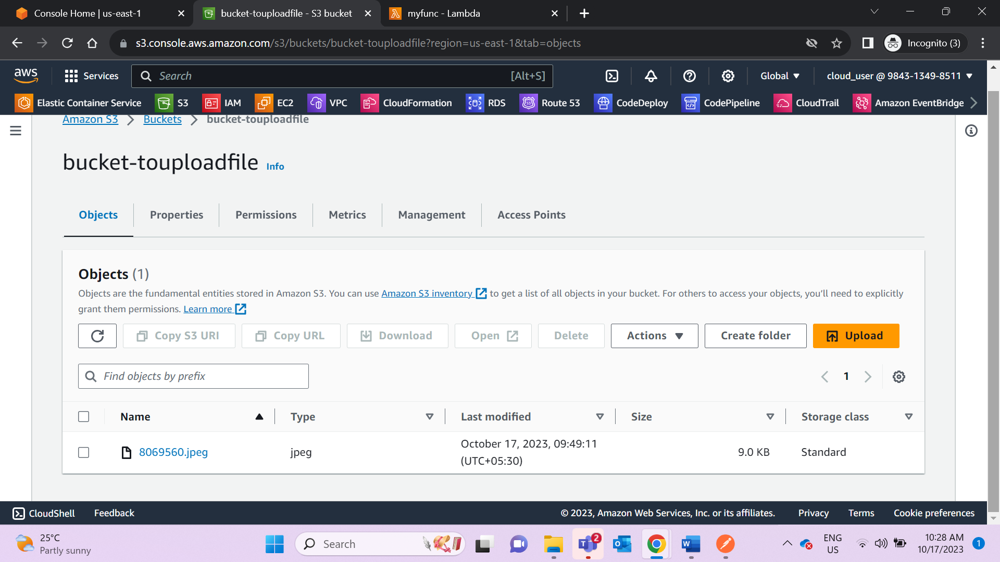 Console Home | us-east-1
bucket-touploadfile - S3 bucket
myfunc - Lambda
s3.console.aws.amazon.com/s3/buckets/bucket-touploadfile?region=us-east-1&tab=objects
Incognito (3)
aws
Services
Search
[Alt+S]
Global
cloud_user @ 9843-1349-8511
Elastic Container Service
S3
IAM
EC2
VPC
CloudFormation
RDS
Route 53
CodeDeploy
CodePipeline
CloudTrail
Amazon EventBridge
Amazon S3
Buckets
bucket-touploadfile
bucket-touploadfile Info
Objects
Properties
Permissions
Metrics
Management
Access Points
Objects (1)
Objects are the fundamental entities stored in Amazon S3. You can use Amazon S3 inventory to get a list of all objects in your bucket. For others to access your objects, you'll need to explicitly
grant them permissions. Learn more
Copy S3 URI
Copy URL
Download
Open
Delete
Actions
Create folder
Upload
Find objects by prefix
1
Name
Type
Last modified
Size
Storage class
8069560.jpeg
jpeg
October 17, 2023, 09:49:11
(UTC+05:30)
9.0 KB
Standard
CloudShell
Feedback
© 2023, Amazon Web Services, Inc. or its affiliates.
Privacy
Terms
Cookie preferences
25°C
Partly sunny
Search
2
ENG
US
10:28 AM
10/17/2023
1